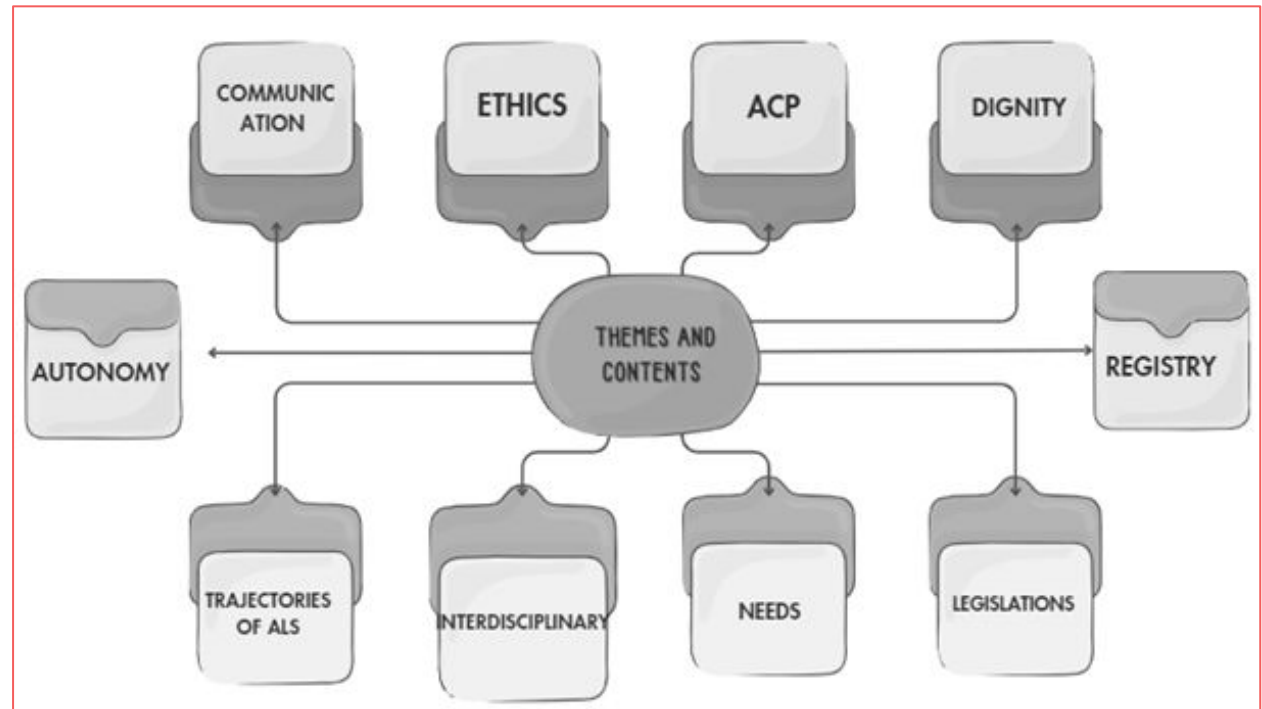 COMMUNIC
ATION
ETHICS
ACP
DIGNITY
THEMES AND
CONTENTS
AUTONOMY
REGISTRY
TRAJECTORIES
OF ALS
INTERDISCIPLINARY
NEEDS
LEGISLATIONS